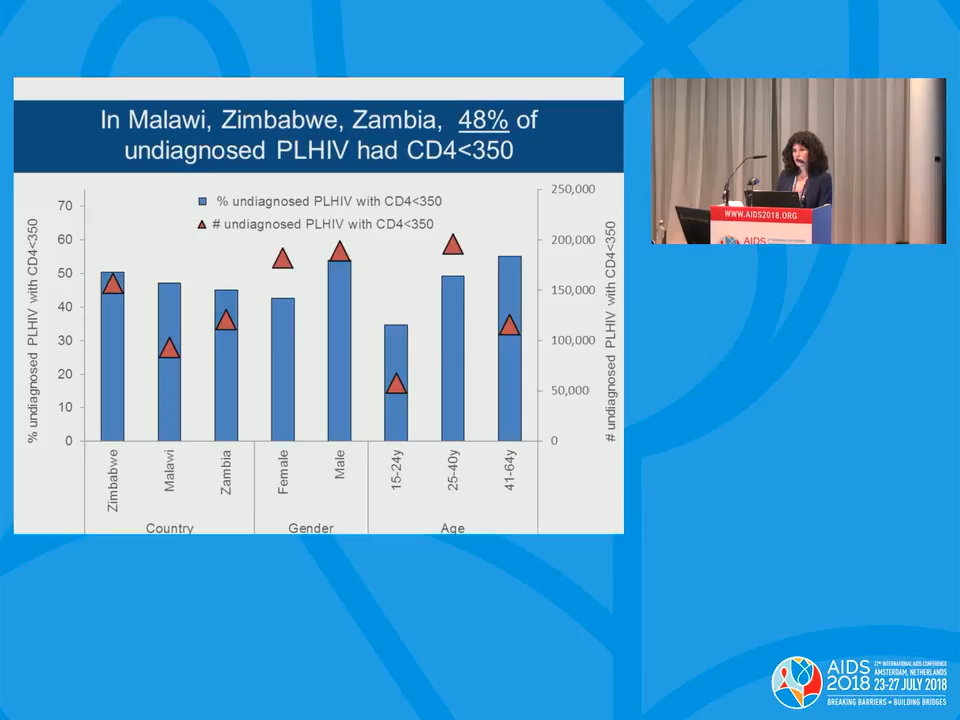 In Malawi, Zimbabwe, Zambia, 48% of
undiagnosed PLHIV had CD4<350
% undiagnosed PLHIV with CD4<350
# undiagnosed PLHIV with CD4<350
% undiagnosed PLHIV with CD4<350
70
60
50
40
30
20
10
0
250,000
200,000
150,000
100,000
50,000
0
# undiagnosed PLHIV with CD4<350
Zimbabwe
Malawi
Zambia
Female
Male
15-24y
25-40y
41-64y
Country
Gender
Age
WWW.AIDS2018.ORG
AIDS
AIDS
2018
22ND INTERNATIONAL AIDS CONFERENCE
AMSTERDAM, NETHERLANDS
23-27 JULY 2018
BREAKING BARRIERS • BUILDING BRIDGES